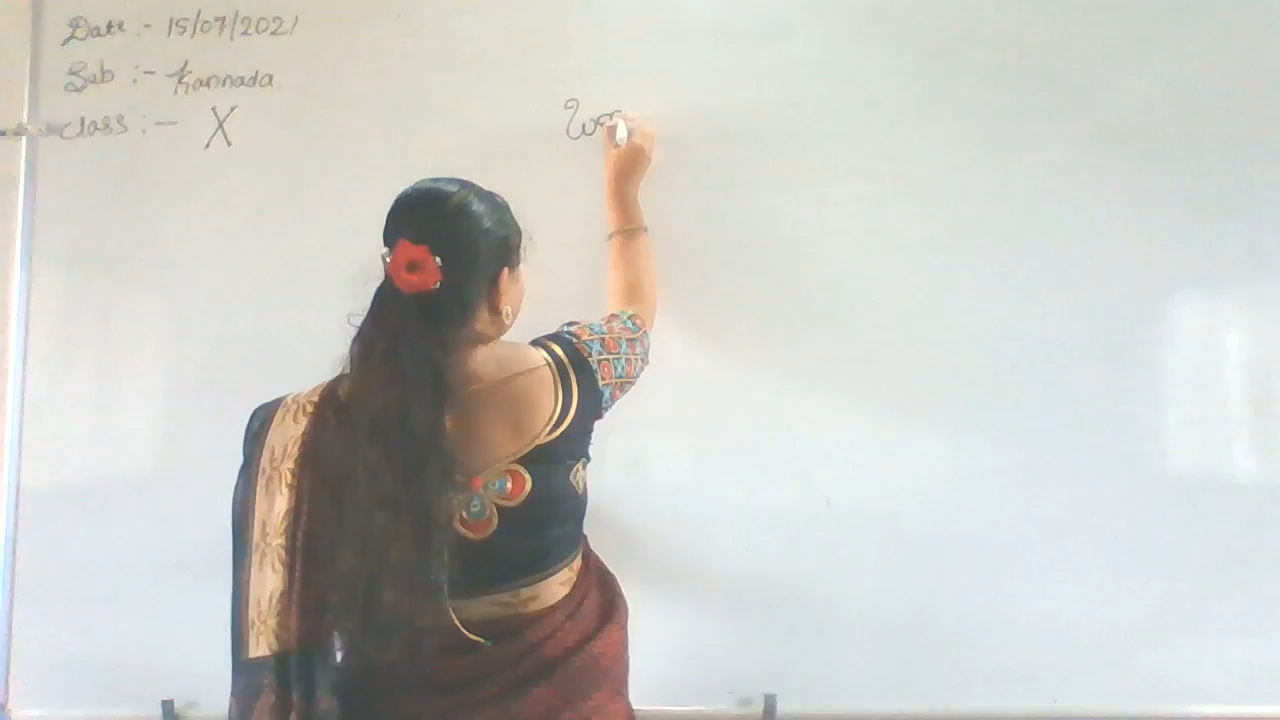 Date :- 15/07/2021
Sub :- Kannada
class :- X